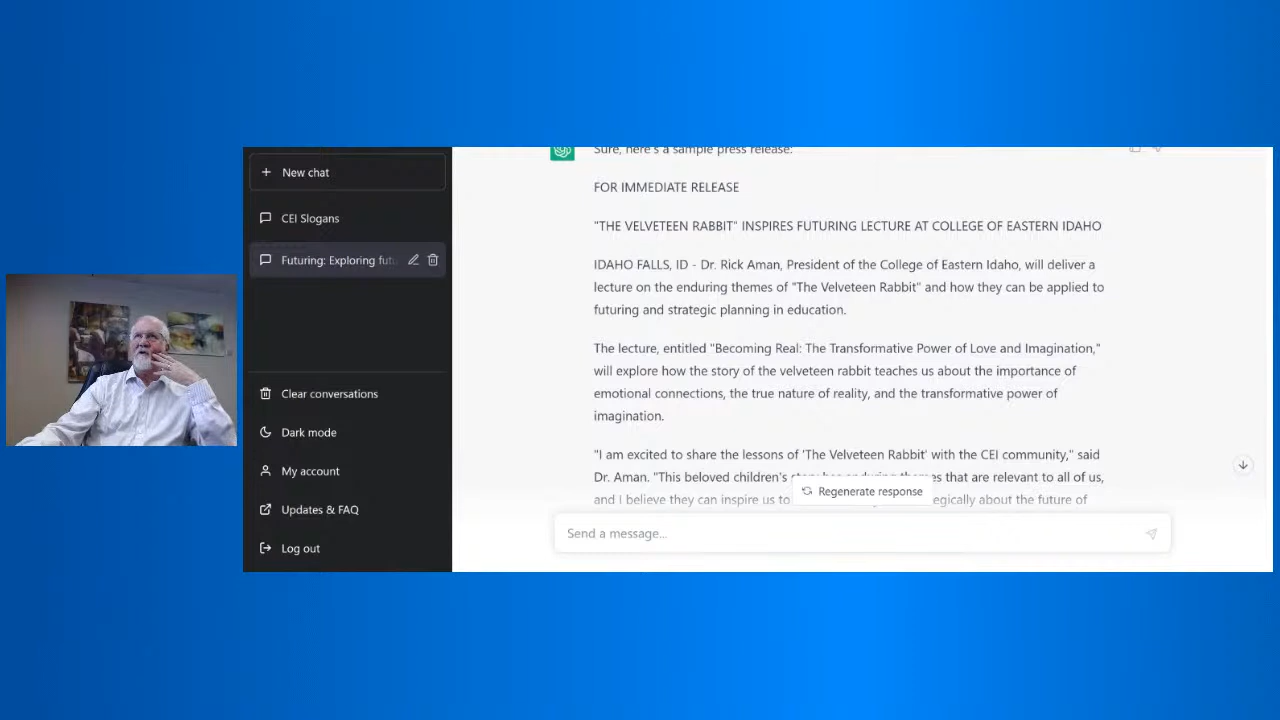 New chat
CEI Slogans
Futuring: Exploring futu
Clear conversations
Dark mode
My account
Updates & FAQ
Log out
Sure, here's a sample press release:
FOR IMMEDIATE RELEASE
"THE VELVETEEN RABBIT" INSPIRES FUTURING LECTURE AT COLLEGE OF EASTERN IDAHO
IDAHO FALLS, ID - Dr. Rick Aman, President of the College of Eastern Idaho, will deliver a
lecture on the enduring themes of "The Velveteen Rabbit" and how they can be applied to
futuring and strategic planning in education.
The lecture, entitled "Becoming Real: The Transformative Power of Love and Imagination,"
will explore how the story of the velveteen rabbit teaches us about the importance of
emotional connections, the true nature of reality, and the transformative power of
imagination.
"I am excited to share the lessons of 'The Velveteen Rabbit' with the CEI community," said
Dr. Aman. "This beloved children's that are relevant to all of us,
and I believe they can inspire us to about the future of
Regenerate response
Send a message...